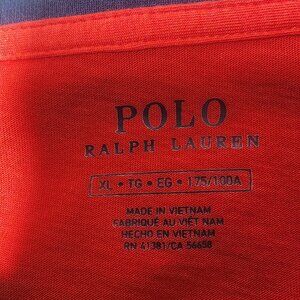 POLO
RALPH LAUREN
XL • TG • EG • 175/100A
MADE IN VIETNAM
FABRIQUÉ AU VIÊT NAM
HECHO EN VIETNAM
RN 41381/CA 56658